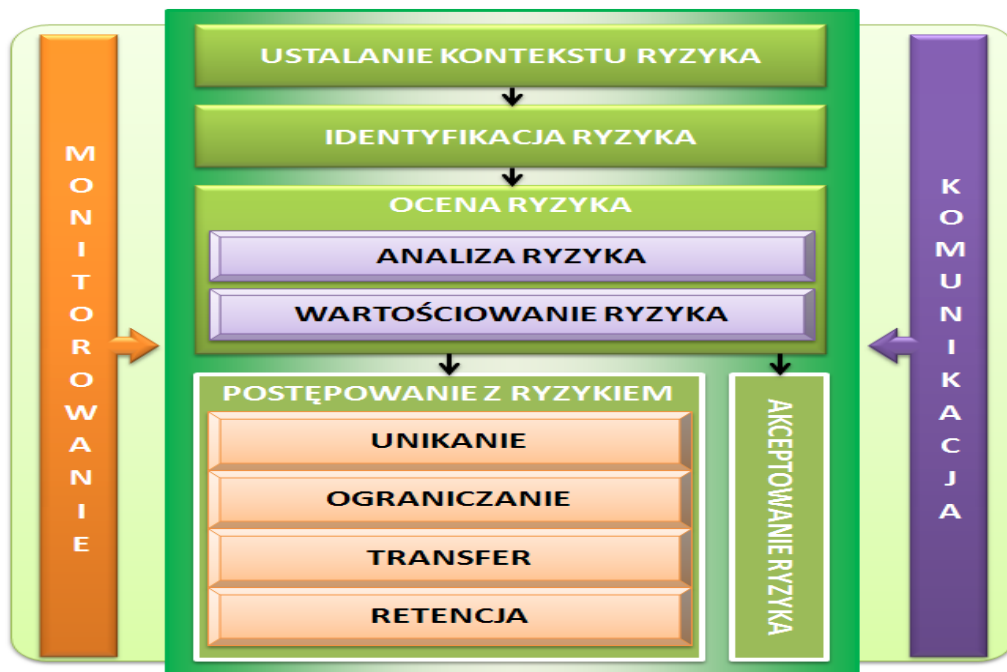 USTALANIE KONTEKSTU RYZYKA
IDENTYFIKACJA RYZYKA
OCENA RYZYKA
ANALIZA RYZYKA
WARTOŚCIOWANIE RYZYKA
POSTĘPOWANIE Z RYZYKIEM
UNIKANIE
OGRANICZANIE
TRANSFER
RETENCJA
AKCEPTOWANIE RYZYKA
MONITOROWANIE
KOMUNIKACJA